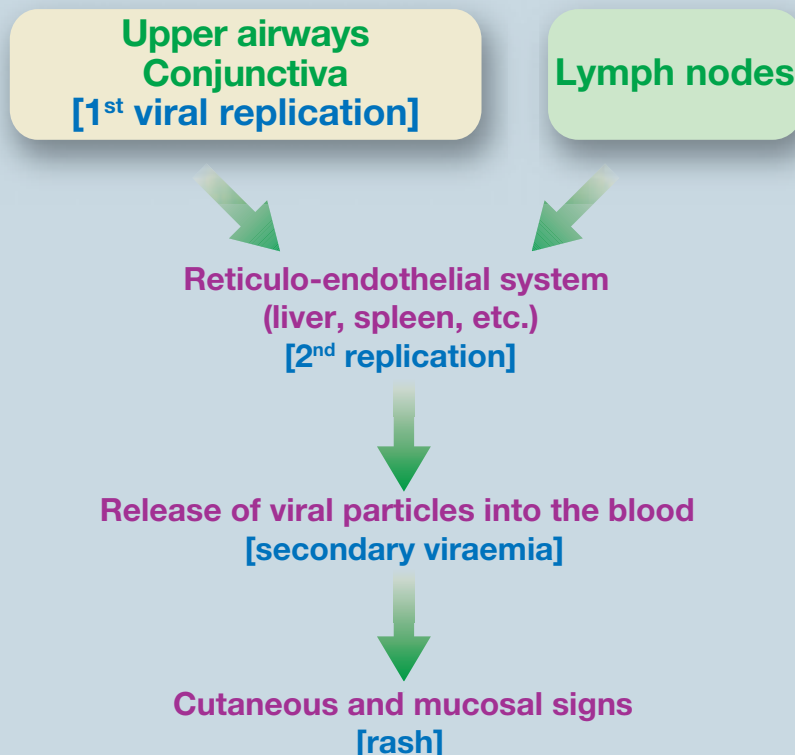 Upper airways
Conjunctiva
[1st viral replication]
Lymph nodes
Reticulo-endothelial system
(liver, spleen, etc.)
[2nd replication]
Release of viral particles into the blood
[secondary viraemia]
Cutaneous and mucosal signs
[rash]